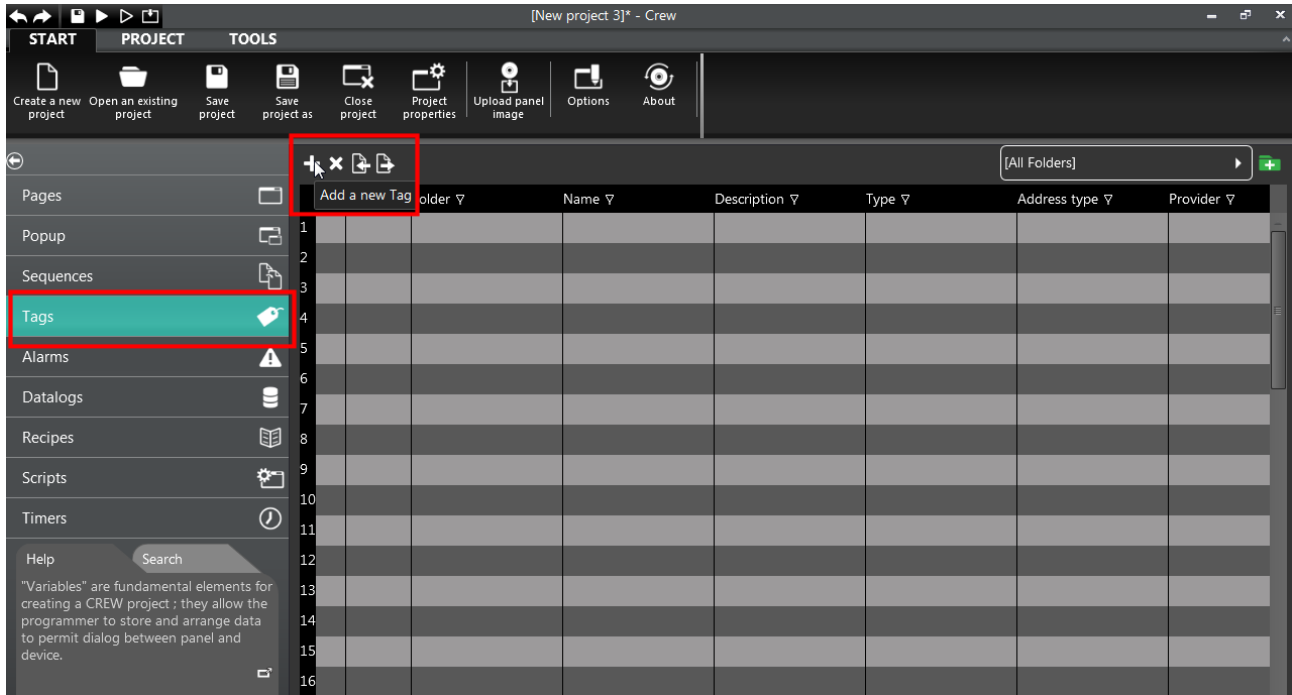 [New project 3]* - Crew
START PROJECT TOOLS
Create a new project
Open an existing project
Save project
Save project as
Close project
Project properties
Upload panel image
Options
About
[All Folders]
Add a new Tag
older Name Description Type Address type Provider
Pages
Popup
Sequences
Tags
Alarms
Datalogs
Recipes
Scripts
Timers
1
2
3
4
5
6
7
8
9
10
11
12
13
14
15
16
Help Search
"Variables" are fundamental elements for
creating a CREW project ; they allow the
programmer to store and arrange data
to permit dialog between panel and
device.